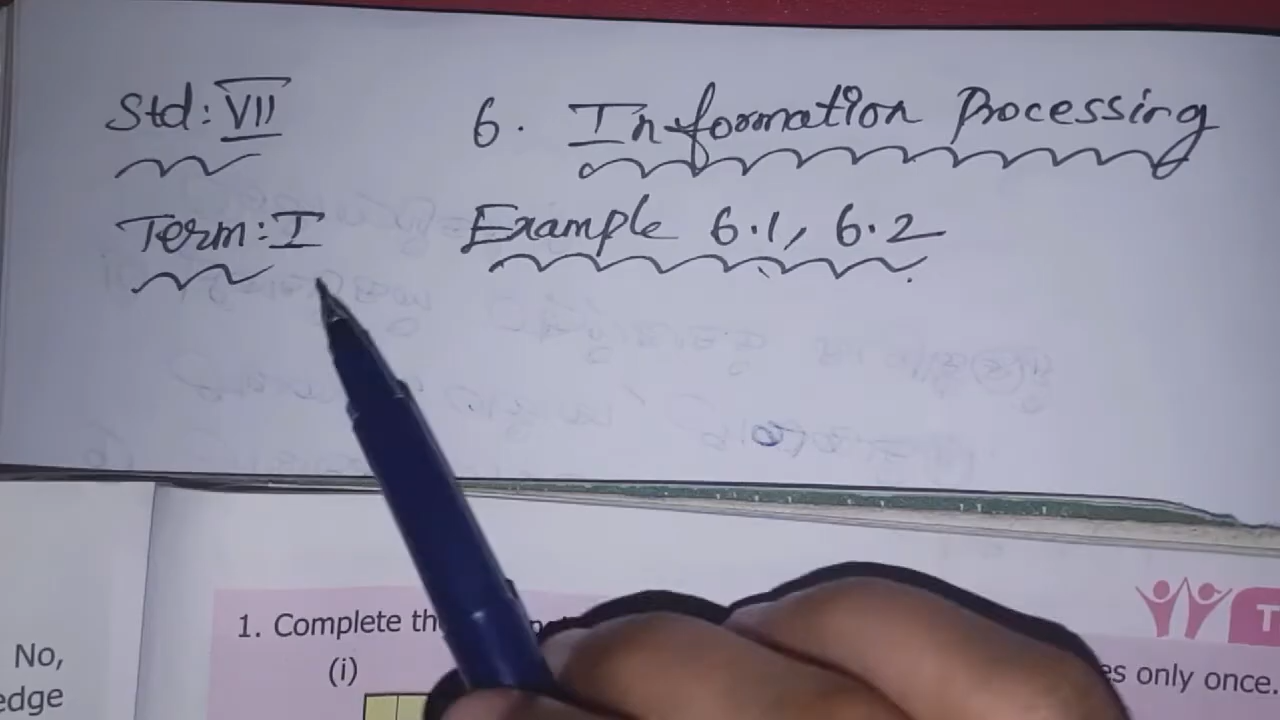 Std: VII
6. Information Processing
Term: I
Example 6.1, 6.2
No,
edge
1. Complete th
es only once.
(i)
T